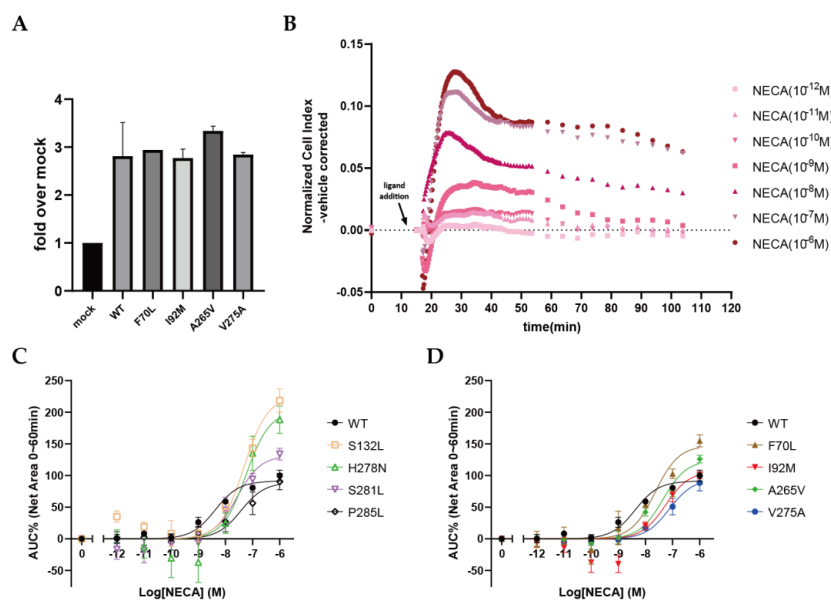 A
fold over mock
4
3
2
1
0
mock
WT
F70L
I92M
A265V
V275A
B
Normalized Cell Index
-vehicle corrected
0.15
0.10
0.05
0.00
-0.05
ligand
addition
0 10 20 30 40 50 60 70 80 90 100 110 120
time(min)
NECA(10-12M)
NECA(10-11M)
NECA(10-10M)
NECA(10-9M)
NECA(10-8M)
NECA(10-7M)
NECA(10-6M)
C
AUC% (Net Area 0~60min)
250
200
150
100
50
0
-50
-100
0 -12 -11 -10 -9 -8 -7 -6
Log[NECA] (M)
WT
S132L
H278N
S281L
P285L
D
AUC% (Net Area 0~60min)
250
200
150
100
50
0
-50
-100
0 -12 -11 -10 -9 -8 -7 -6
Log[NECA] (M)
WT
F70L
I92M
A265V
V275A